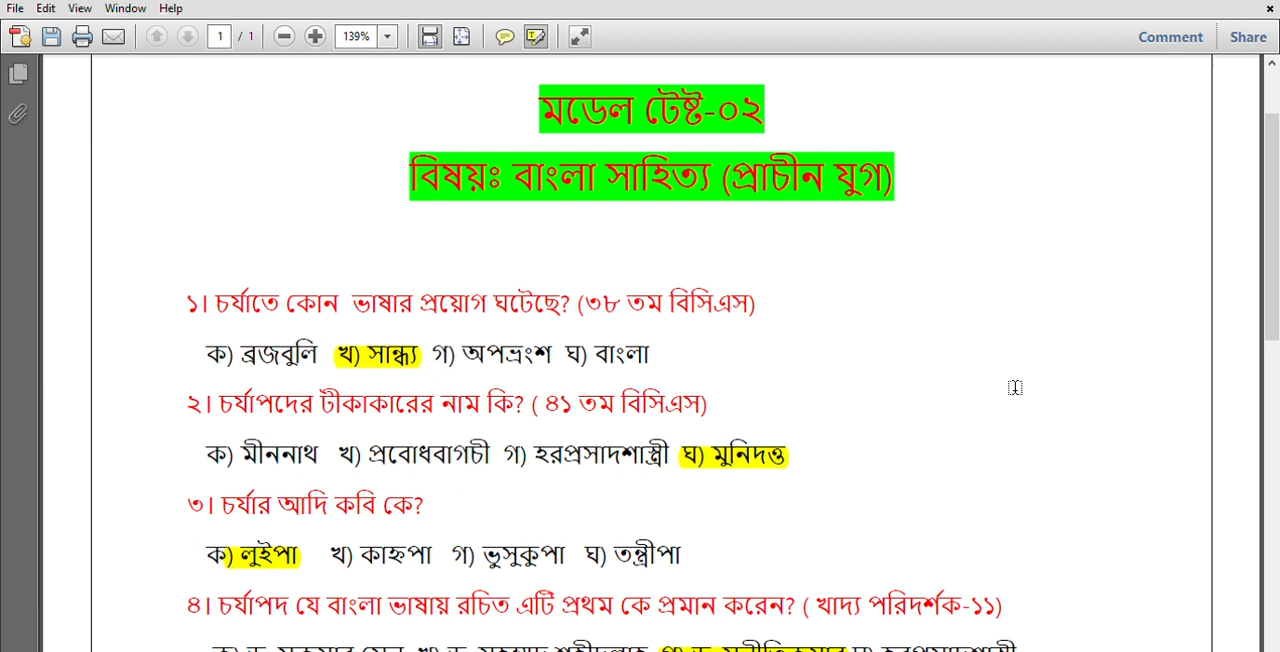 File Edit View Window Help
1 / 1 139% Comment Share
মডেল টেষ্ট-০২
বিষয়ঃ বাংলা সাহিত্য (প্রাচীন যুগ)
১। চর্যাতে কোন ভাষার প্রয়োগ ঘটেছে? (৩৮ তম বিসিএস)
ক) ব্রজবুলি খ) সান্ধ্য গ) অপভ্রংশ ঘ) বাংলা
২। চর্যাপদের টীকাকারের নাম কি? ( ৪১ তম বিসিএস)
ক) মীননাথ খ) প্রবোধবাগচী গ) হরপ্রসাদশাস্ত্রী ঘ) মুনিদত্ত
৩। চর্যার আদি কবি কে?
ক) লুইপা খ) কাহ্নপা গ) ভুসুকুপা ঘ) তন্ত্রীপা
৪। চর্যাপদ যে বাংলা ভাষায় রচিত এটি প্রথম কে প্রমান করেন? ( খাদ্য পরিদর্শক-১১)